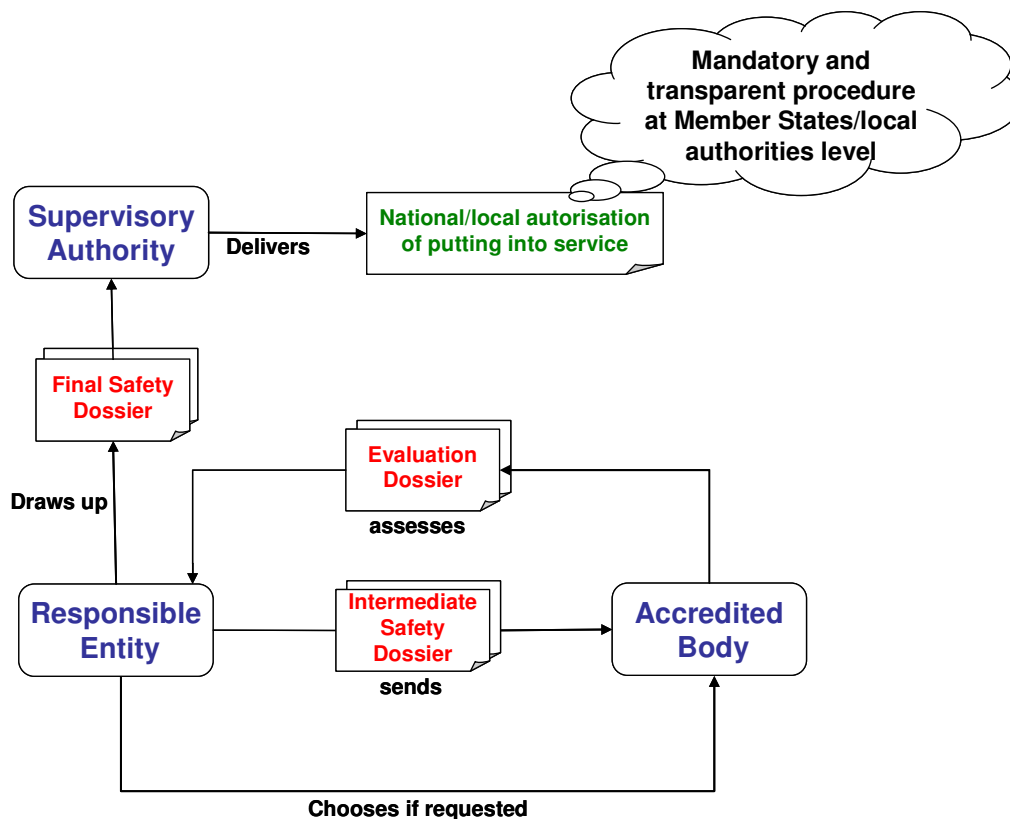 Mandatory and
transparent procedure
at Member States/local
authorities level
Supervisory
Authority
Delivers
National/local autorisation
of putting into service
Final Safety
Dossier
Draws up
Evaluation
Dossier
assesses
Responsible
Entity
Intermediate
Safety
Dossier
sends
Accredited
Body
Chooses if requested